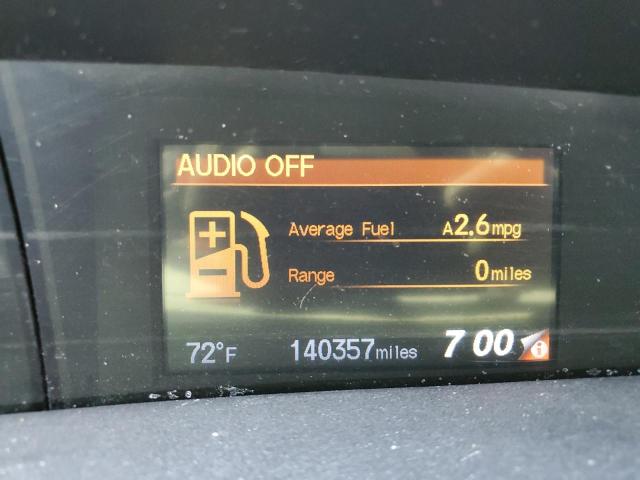 AUDIO OFF
Average Fuel A2.6mpg
Range 0miles
72°F 140357miles 7 00 i